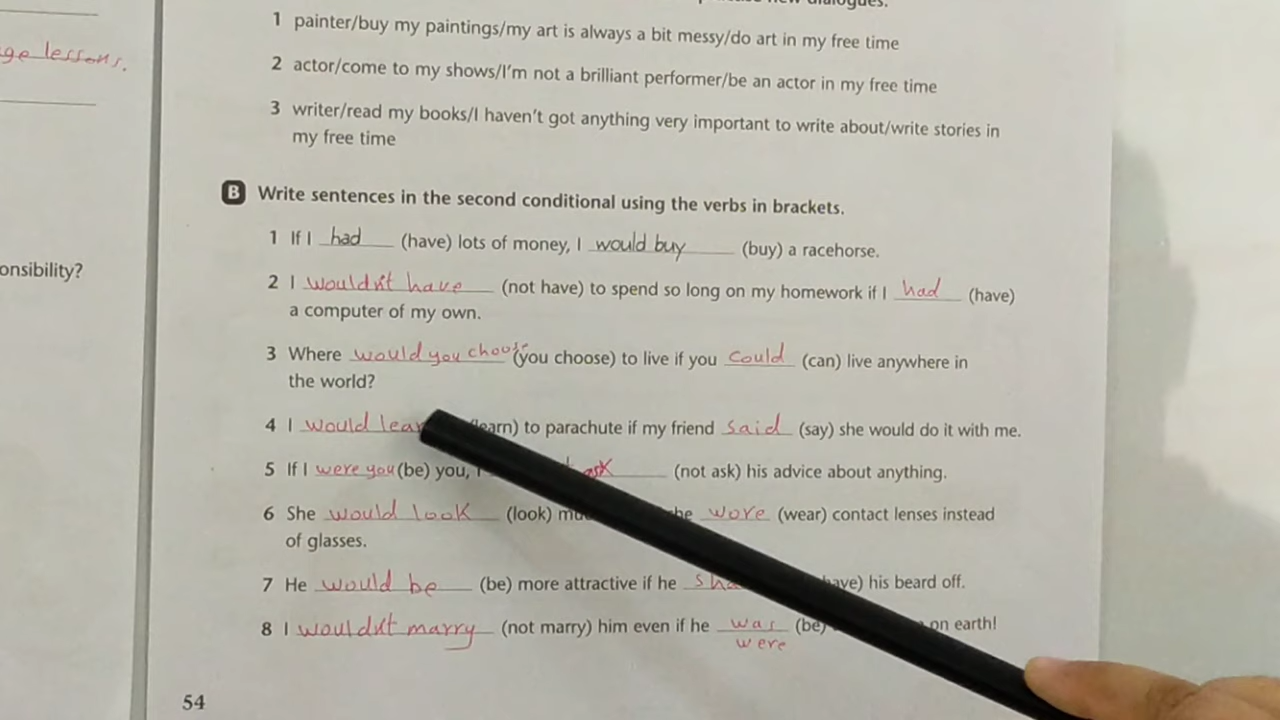 dialogues.
1 painter/buy my paintings/my art is always a bit messy/do art in my free time
ge lessons.
2 actor/come to my shows/I'm not a brilliant performer/be an actor in my free time
3 writer/read my books/I haven't got anything very important to write about/write stories in
my free time
B Write sentences in the second conditional using the verbs in brackets.
1 If I had (have) lots of money, I would buy (buy) a racehorse.
onsibility?
2 I wouldn't have (not have) to spend so long on my homework if I had (have)
a computer of my own.
3 Where would you choose (you choose) to live if you could (can) live anywhere in
the world?
4 I would lear (learn) to parachute if my friend said (say) she would do it with me.
5 If I were you (be) you, ask (not ask) his advice about anything.
6 She would look (look) wore (wear) contact lenses instead
of glasses.
7 He would be (be) more attractive if he sha ave) his beard off.
8 I wouldn't marry (not marry) him even if he was (be) on earth!
were
54